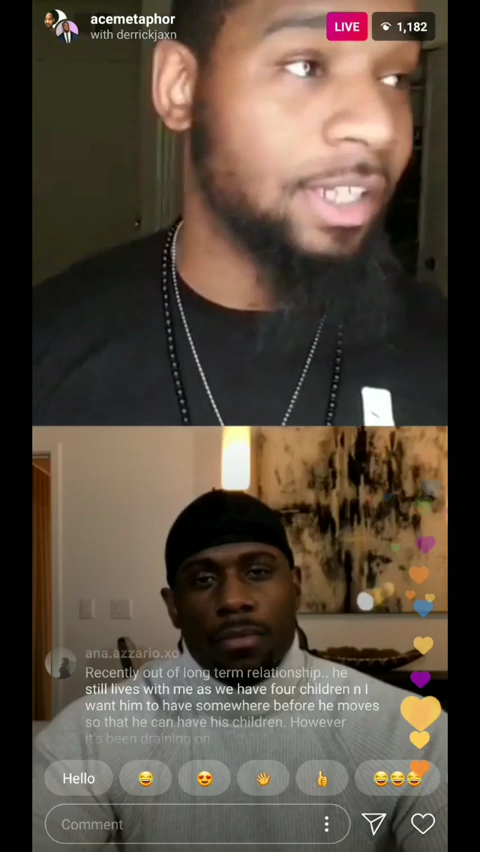 acemetaphor
with derrickjaxn
LIVE
1,182
ana.azzario.xo
Recently out of long term relationship.. he
still lives with me as we have four children n I
want him to have somewhere before he moves
so that he can have his children. However
it's been draining on
Hello
Comment